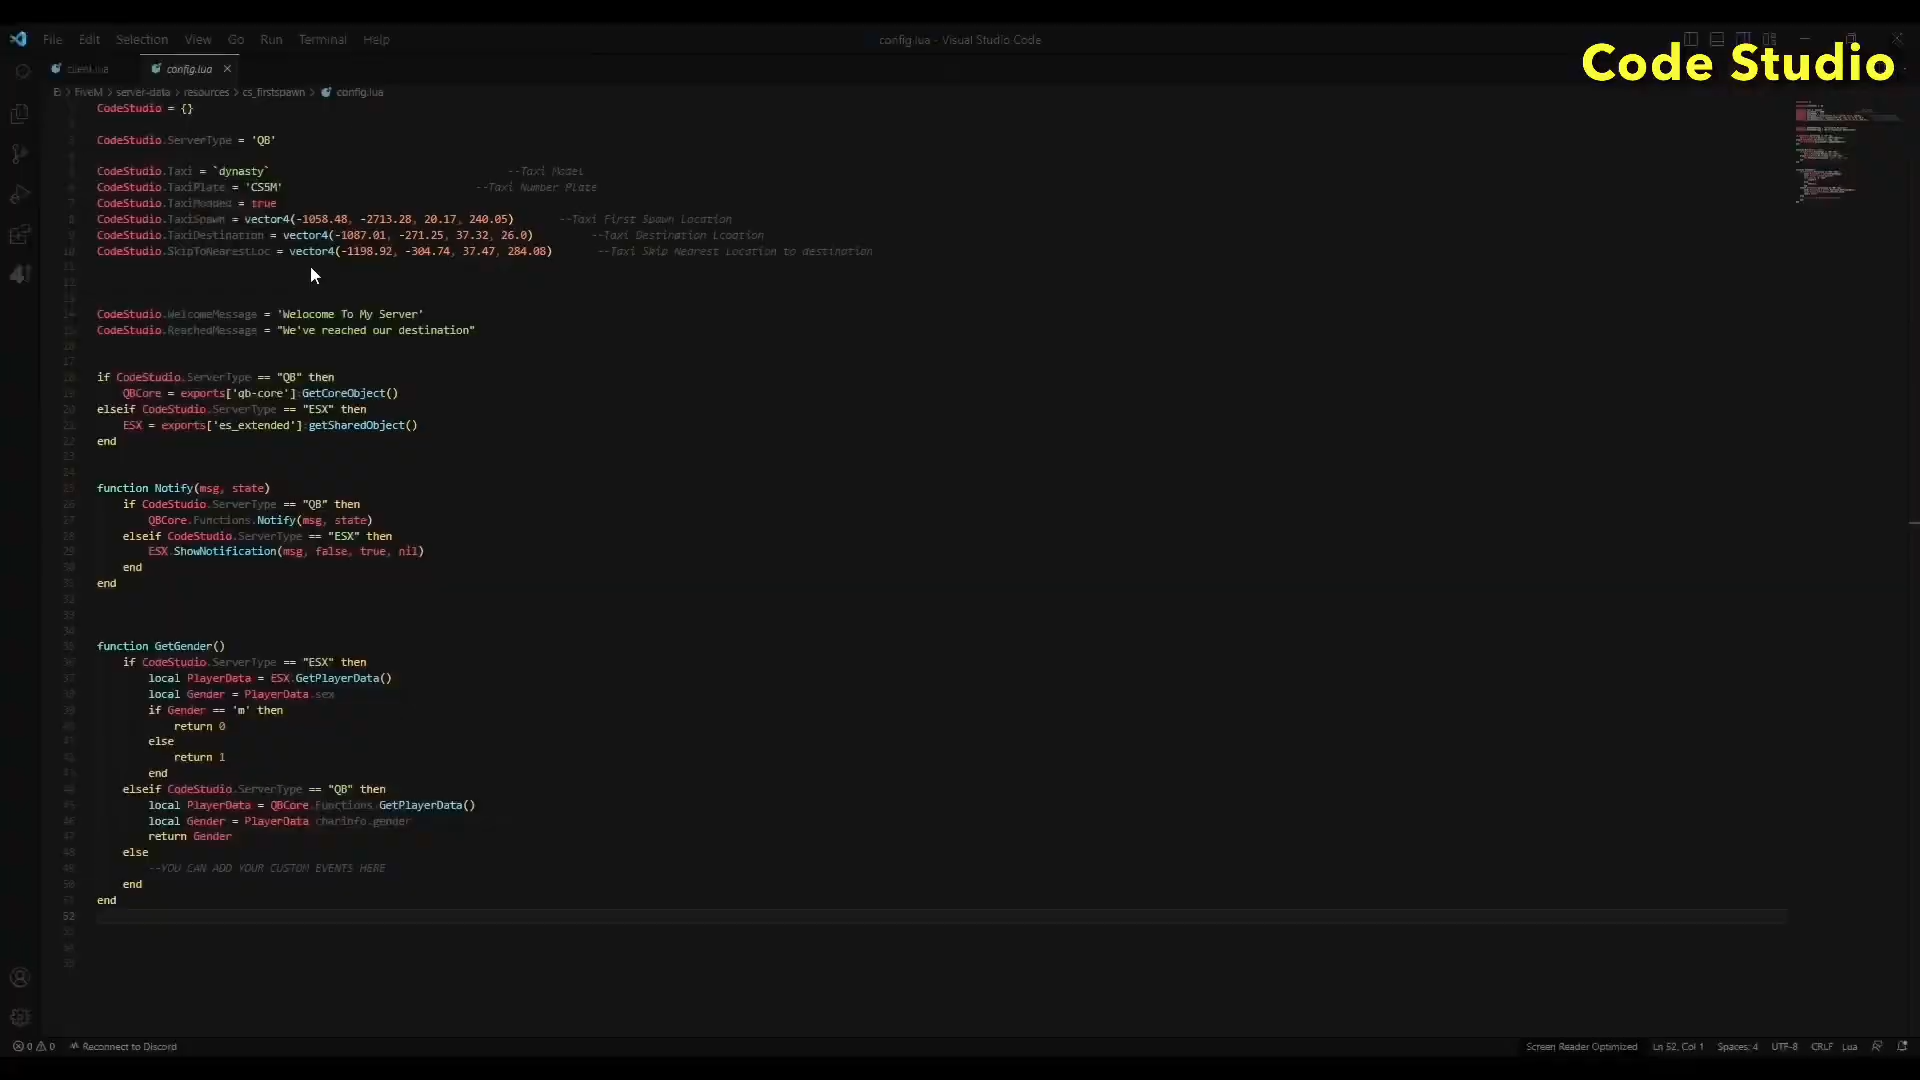 File Edit Selection View Go Run Terminal Help
config.lua - Visual Studio Code
Code Studio
client.lua
config.lua
E: > FiveM > server-data > resources > cs_firstspawn > config.lua
CodeStudio = {}
CodeStudio.ServerType = 'QB'
CodeStudio.Taxi = `dynasty` --Taxi Model
CodeStudio.TaxiPlate = 'CS5M' --Taxi Number Plate
CodeStudio.TaxiModded = true
CodeStudio.TaxiSpawn = vector4(-1058.48, -2713.28, 20.17, 240.05) --Taxi First Spawn Location
CodeStudio.TaxiDestination = vector4(-1087.01, -271.25, 37.32, 26.0) --Taxi Destination Lcoation
CodeStudio.SkipToNearestLoc = vector4(-1198.92, -304.74, 37.47, 284.08) --Taxi Skip Nearest Location to destination
CodeStudio.WelcomeMessage = 'Welocome To My Server'
CodeStudio.ReachedMessage = "We've reached our destination"
if CodeStudio.ServerType == "QB" then
QBCore = exports['qb-core']:GetCoreObject()
elseif CodeStudio.ServerType == "ESX" then
ESX = exports['es_extended']:getSharedObject()
end
function Notify(msg, state)
if CodeStudio.ServerType == "QB" then
QBCore.Functions.Notify(msg, state)
elseif CodeStudio.ServerType == "ESX" then
ESX.ShowNotification(msg, false, true, nil)
end
end
function GetGender()
if CodeStudio.ServerType == "ESX" then
local PlayerData = ESX.GetPlayerData()
local Gender = PlayerData.sex
if Gender == 'm' then
return 0
else
return 1
end
elseif CodeStudio.ServerType == "QB" then
local PlayerData = QBCore.Functions.GetPlayerData()
local Gender = PlayerData.charinfo.gender
return Gender
else
--YOU CAN ADD YOUR CUSTOM EVENTS HERE
end
end
52
0 0 Reconnect to Discord
Screen Reader Optimized Ln 52, Col 1 Spaces: 4 UTF-8 CRLF Lua